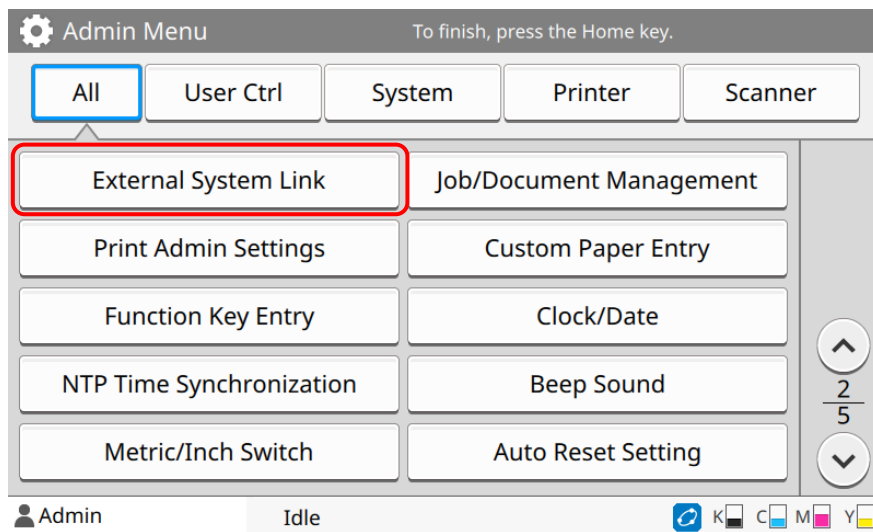 Admin Menu To finish, press the Home key.
All User Ctrl System Printer Scanner
External System Link Job/Document Management
Print Admin Settings Custom Paper Entry
Function Key Entry Clock/Date
NTP Time Synchronization Beep Sound
2
5
Metric/Inch Switch Auto Reset Setting
Admin Idle K C M Y